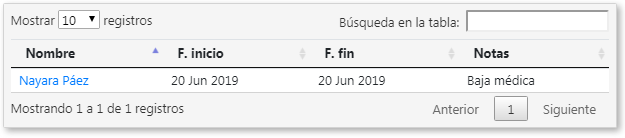 Mostrar 10 registros Búsqueda en la tabla:
Nombre F. inicio F. fin Notas
Nayara Páez 20 Jun 2019 20 Jun 2019 Baja médica
Mostrando 1 a 1 de 1 registros Anterior 1 Siguiente